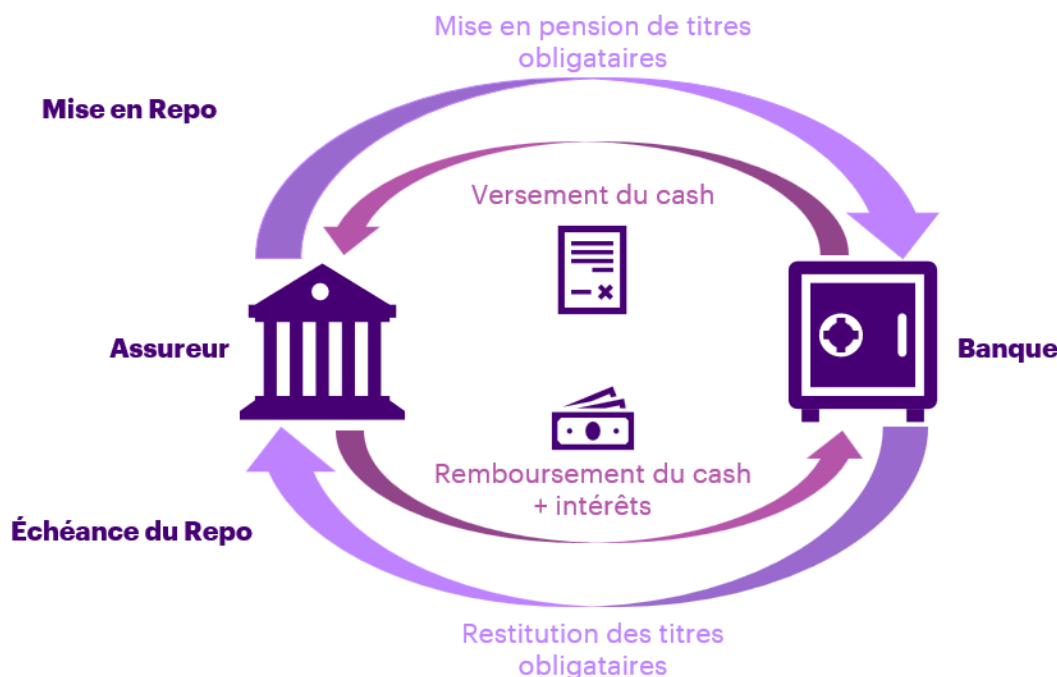 Mise en pension de titres
obligataires
Mise en Repo
Versement du cash
Assureur
Banque
Remboursement du cash
+ intérêts
Échéance du Repo
Restitution des titres
obligataires